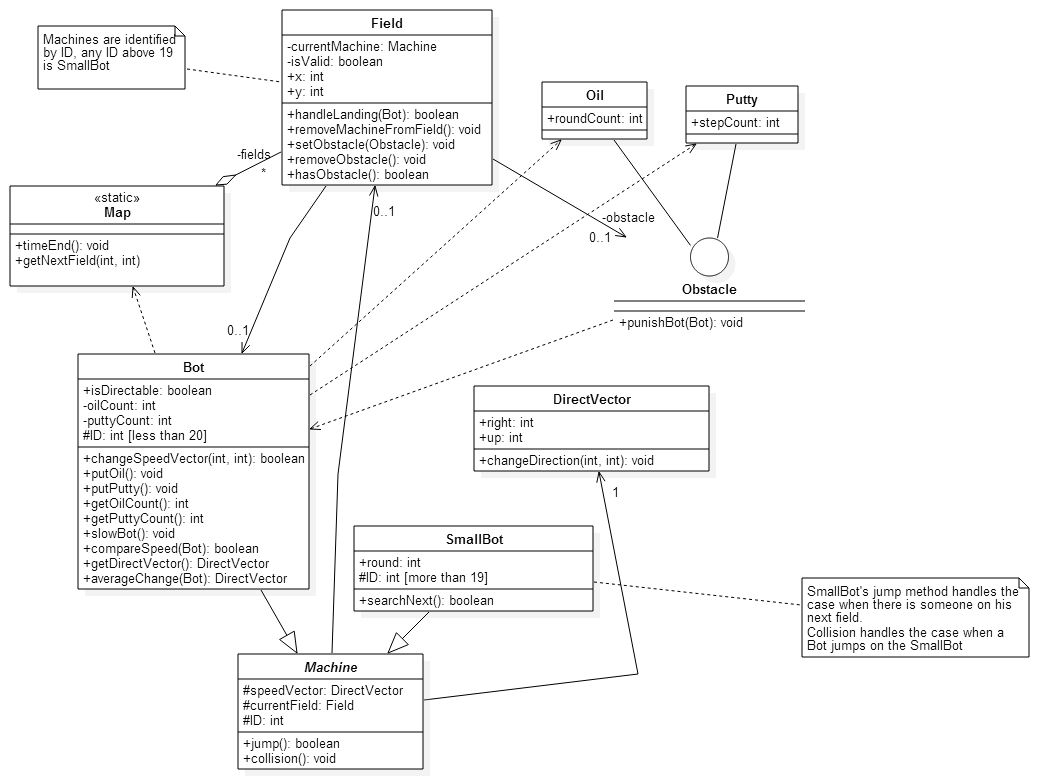 Machines are identified
by ID, any ID above 19
is SmallBot
Field
-currentMachine: Machine
-isValid: boolean
+x: int
+y: int
+handleLanding(Bot): boolean
+removeMachineFromField(): void
+setObstacle(Obstacle): void
+removeObstacle(): void
+hasObstacle(): boolean
Oil
+roundCount: int
Putty
+stepCount: int
-fields
*
«static»
Map
+timeEnd(): void
+getNextField(int, int)
0..1
-obstacle
0..1
Obstacle
+punishBot(Bot): void
0..1
Bot
+isDirectable: boolean
-oilCount: int
-puttyCount: int
#ID: int [less than 20]
+changeSpeedVector(int, int): boolean
+putOil(): void
+putPutty(): void
+getOilCount(): int
+getPuttyCount(): int
+slowBot(): void
+compareSpeed(Bot): boolean
+getDirectVector(): DirectVector
+averageChange(Bot): DirectVector
DirectVector
+right: int
+up: int
+changeDirection(int, int): void
1
SmallBot
+round: int
#ID: int [more than 19]
+searchNext(): boolean
SmallBot's jump method handles the
case when there is someone on his
next field.
Collision handles the case when a
Bot jumps on the SmallBot
Machine
#speedVector: DirectVector
#currentField: Field
#ID: int
+jump(): boolean
+collision(): void